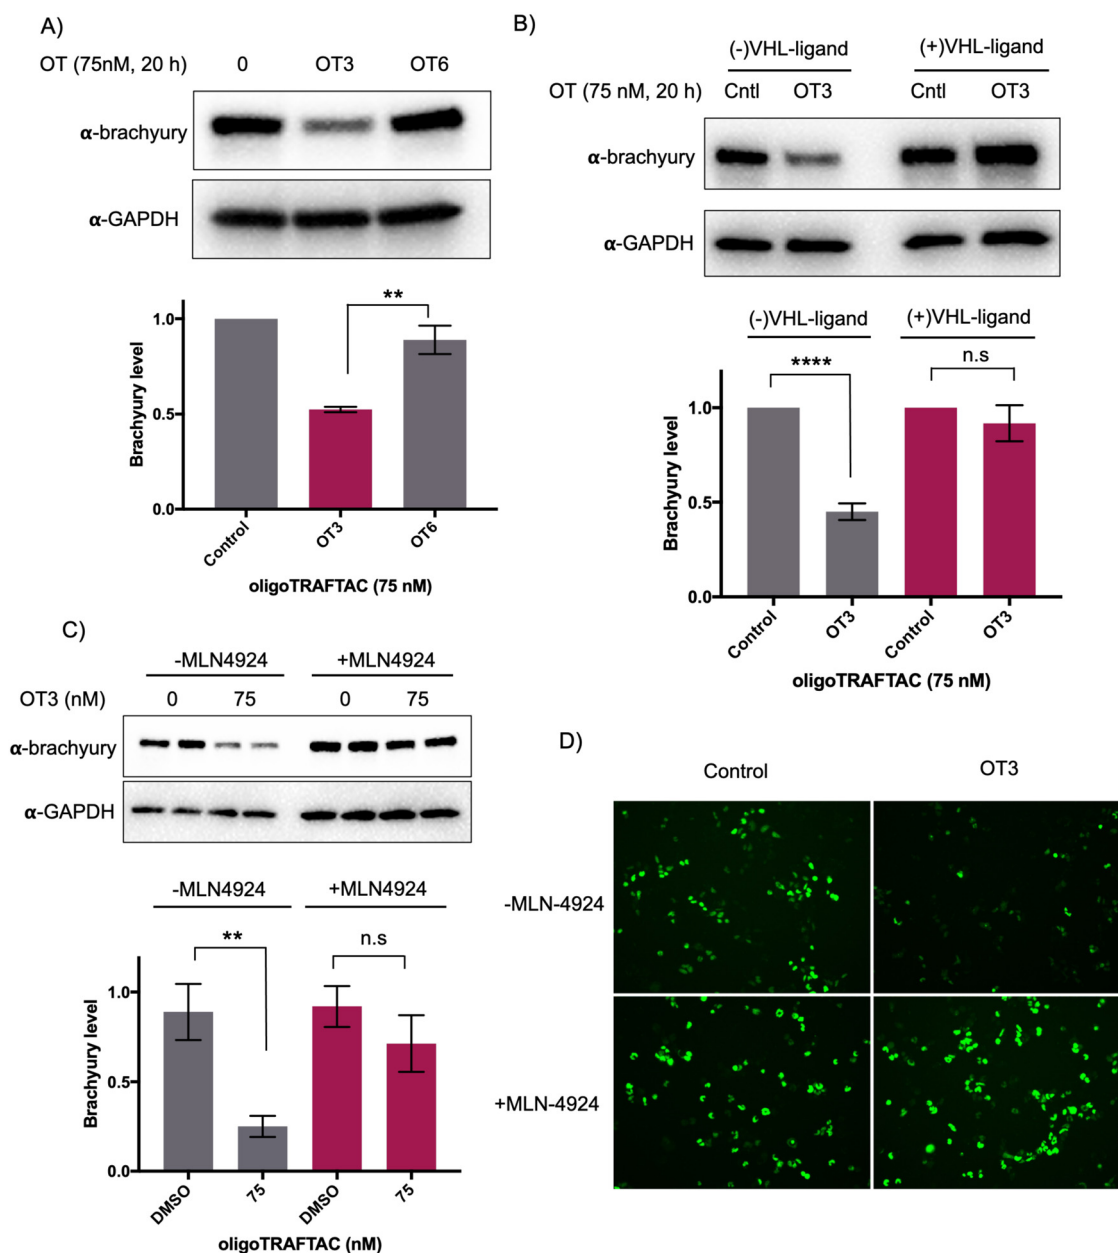 A)
OT (75nM, 20 h) 0 OT3 OT6
α-brachyury
α-GAPDH
**
1.0
0.5
0.0
Brachyury level
Control OT3 OT6
oligoTRAFTAC (75 nM)
B)
(-)VHL-ligand (+)VHL-ligand
OT (75 nM, 20 h) Cntl OT3 Cntl OT3
α-brachyury
α-GAPDH
(-)VHL-ligand (+)VHL-ligand
**** n.s
1.0
0.5
0.0
Brachyury level
Control OT3 Control OT3
oligoTRAFTAC (75 nM)
C)
-MLN4924 +MLN4924
OT3 (nM) 0 75 0 75
α-brachyury
α-GAPDH
-MLN4924 +MLN4924
** n.s
1.0
0.5
0.0
Brachyury level
DMSO 75 DMSO 75
oligoTRAFTAC (nM)
D)
Control OT3
-MLN-4924
+MLN-4924